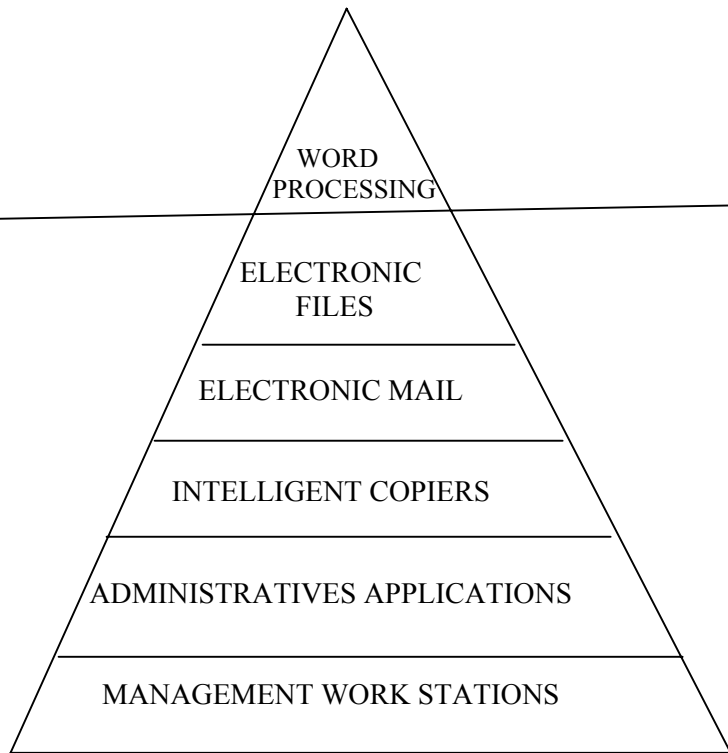 WORD
PROCESSING
ELECTRONIC
FILES
ELECTRONIC MAIL
INTELLIGENT COPIERS
ADMINISTRATIVES APPLICATIONS
MANAGEMENT WORK STATIONS